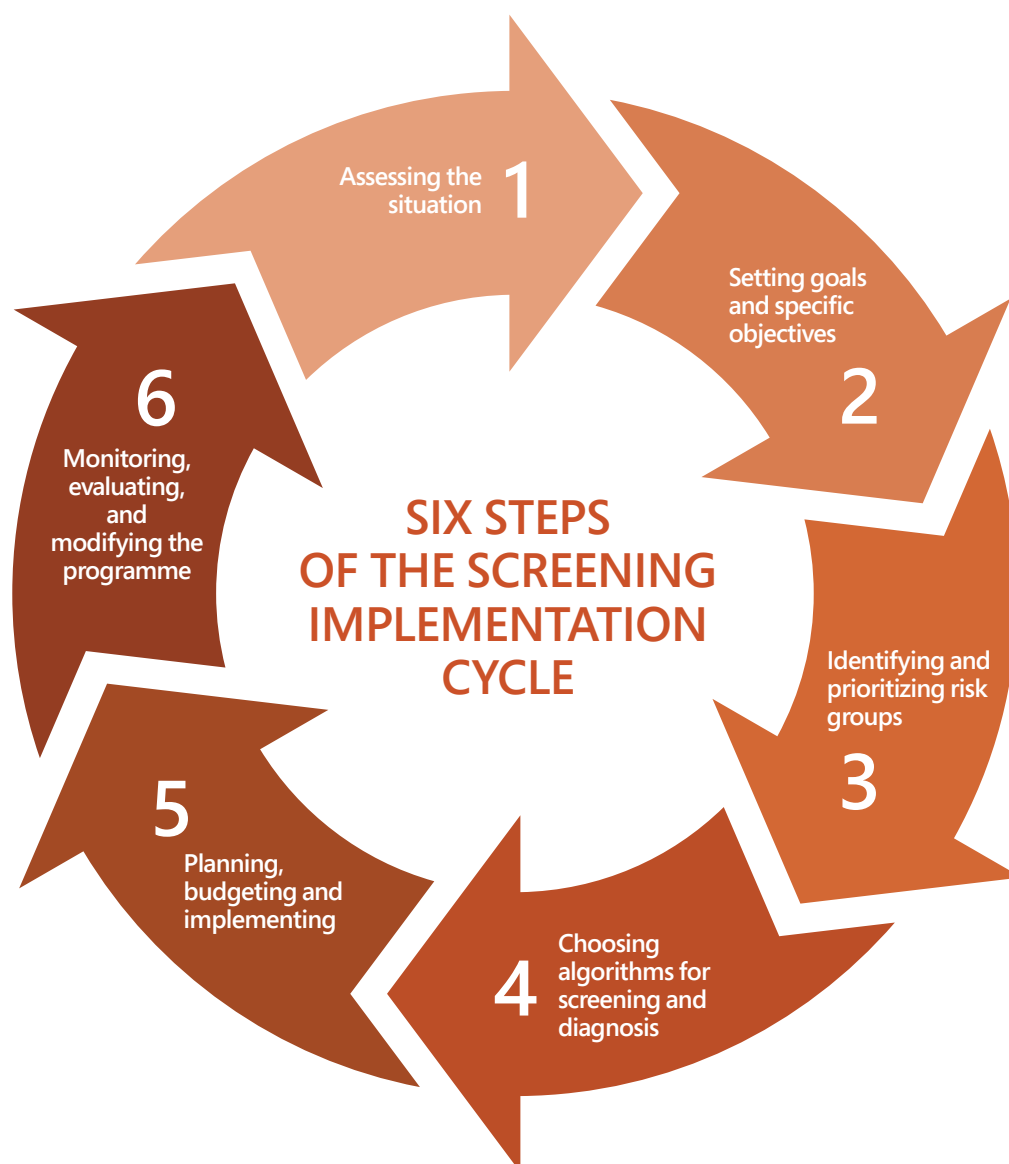 SIX STEPS
OF THE SCREENING
IMPLEMENTATION
CYCLE
1
Assessing the
situation
Setting goals
and specific
objectives
2
Identifying and
prioritizing risk
groups
3
4
Choosing
algorithms for
screening and
diagnosis
5
Planning,
budgeting and
implementing
6
Monitoring,
evaluating,
and
modifying the
programme